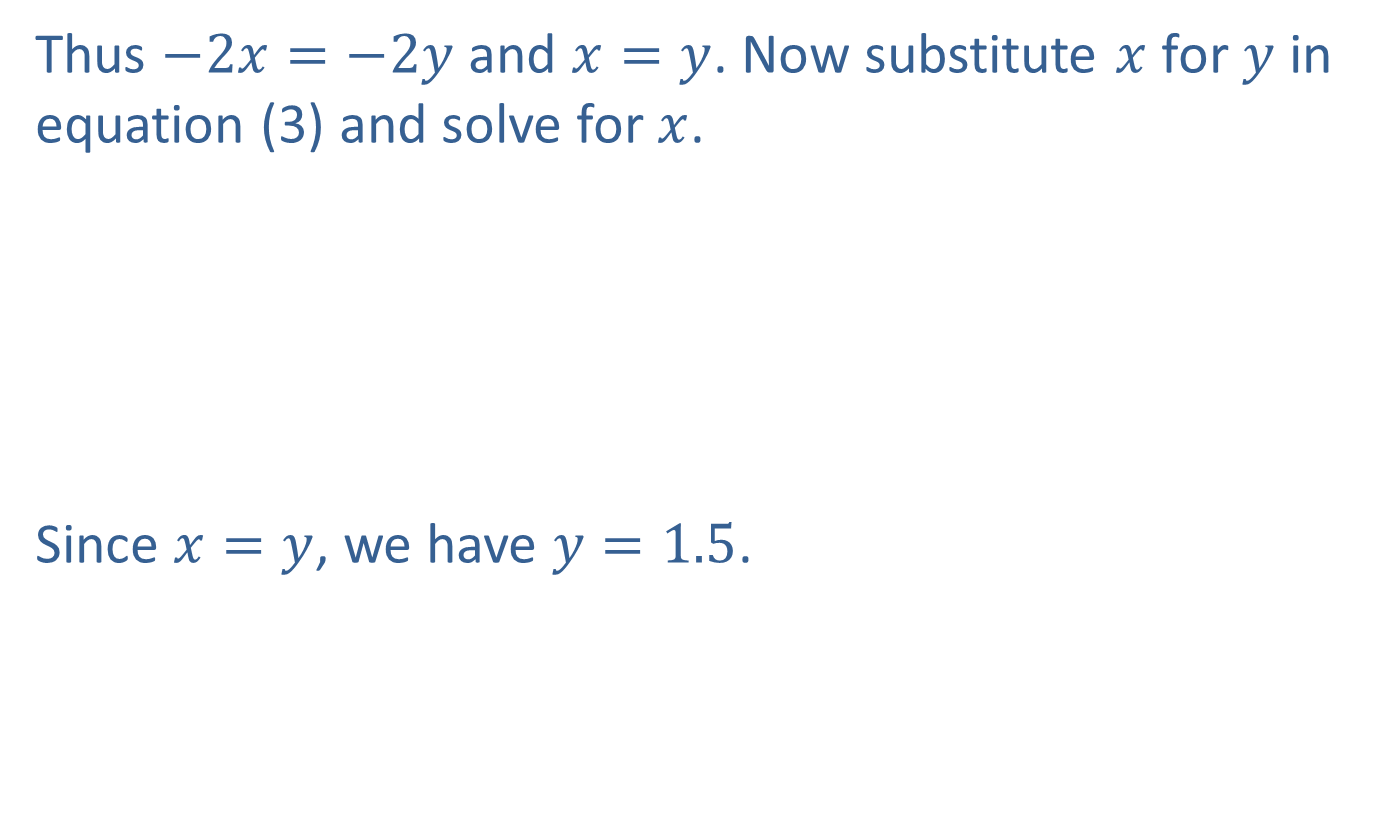 Thus −2𝑥 = −2𝑦 and 𝑥 = 𝑦. Now substitute 𝑥 for 𝑦 in
equation (3) and solve for 𝑥.
Since 𝑥 = 𝑦, we have 𝑦 = 1.5.